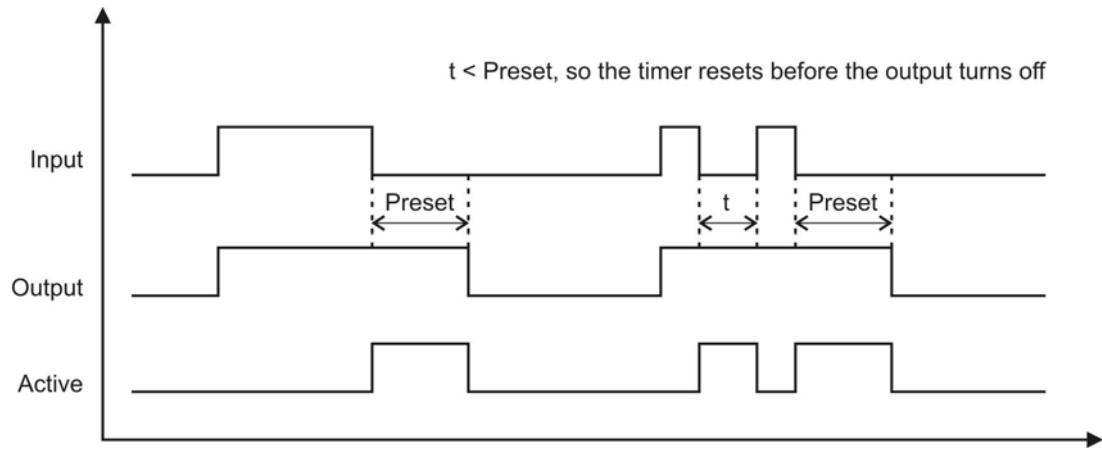 t < Preset, so the timer resets before the output turns off
Input
Preset
t
Preset
Output
Active